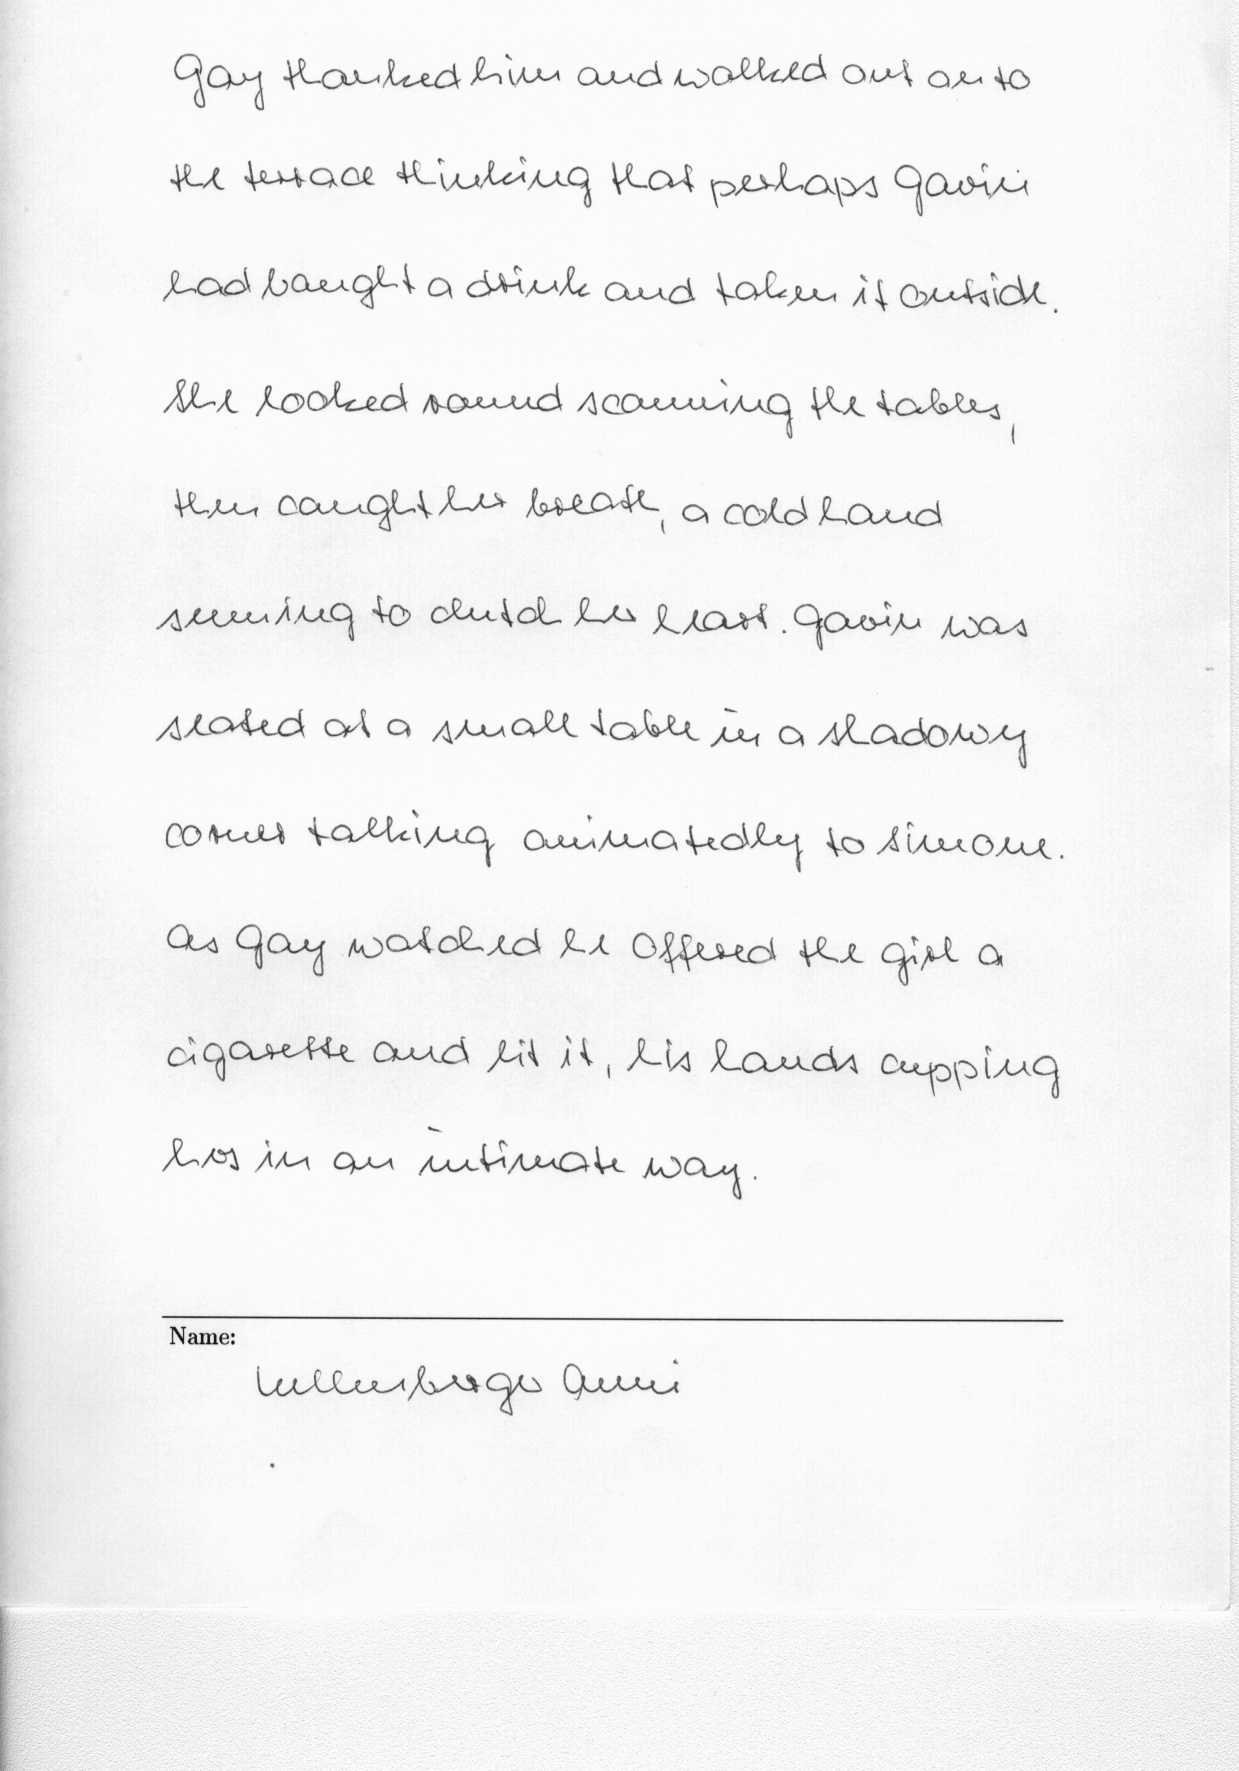 Gay thanked him and walked out on to
the terrace thinking that perhaps Gavin
had bought a drink and taken it outside.
She looked round scanning the tables,
then caught her breath, a cold hand
seeming to clutch her heart. Gavin was
seated at a small table in a shadowy
corner talking animatedly to Simone.
As Gay watched he offered the girl a
cigarette and lit it, his hands cupping
hers in an intimate way.
Name:
Anni